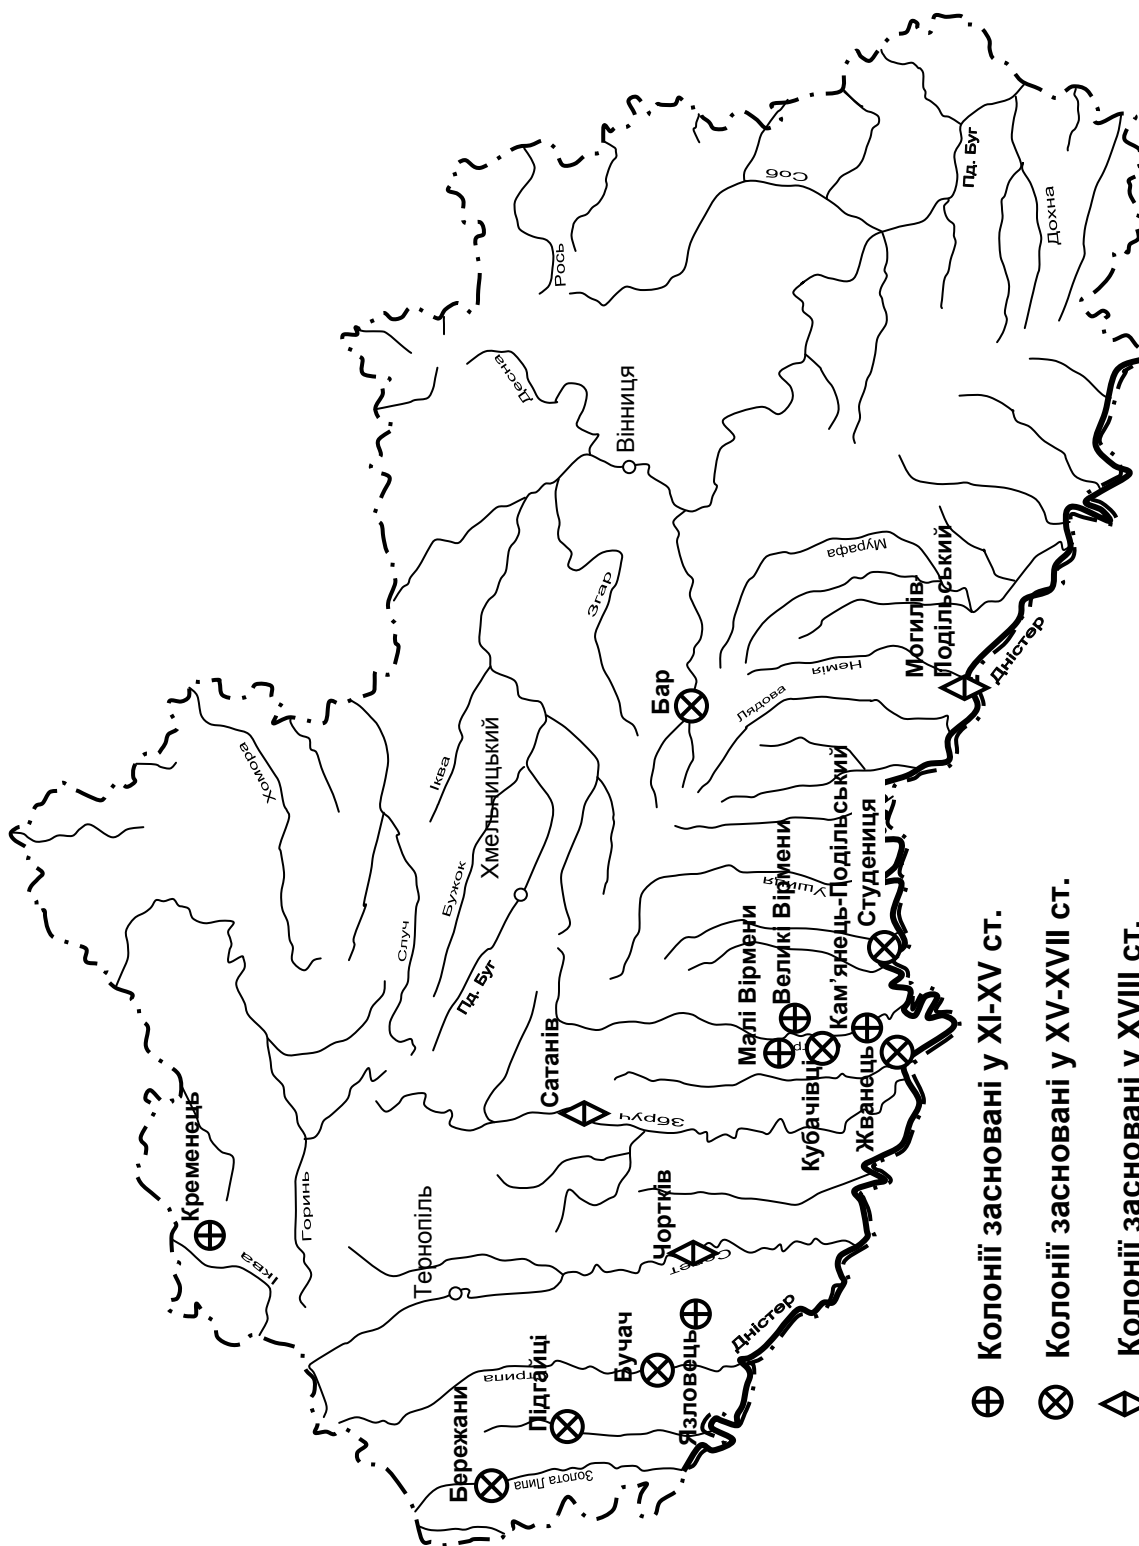 Кременець
Іква
Горинь
Хомора
Случ
Іква
Бужок
Хмельницький
Пд. Буг
Десна
Вінниця
Згар
Рось
Соб
Пд. Буг
Дохна
Тернопіль
Сатанів
Збруч
Чортків
Бережани
Золота Липа
Підгайці
Бучач
Язловець
Дністер
Бар
Лядова
Немія
Мурафа
Могилів
Подільський
Дністер
Ушиця
Малі Вірмени
Великі Вірмени
Кам’янець-Подільський
Студениця
Кубачівці
Жванець
Колонії засновані у XI-XV ст.
Колонії засновані у XV-XVII ст.
Колонії засновані у XVIII ст.